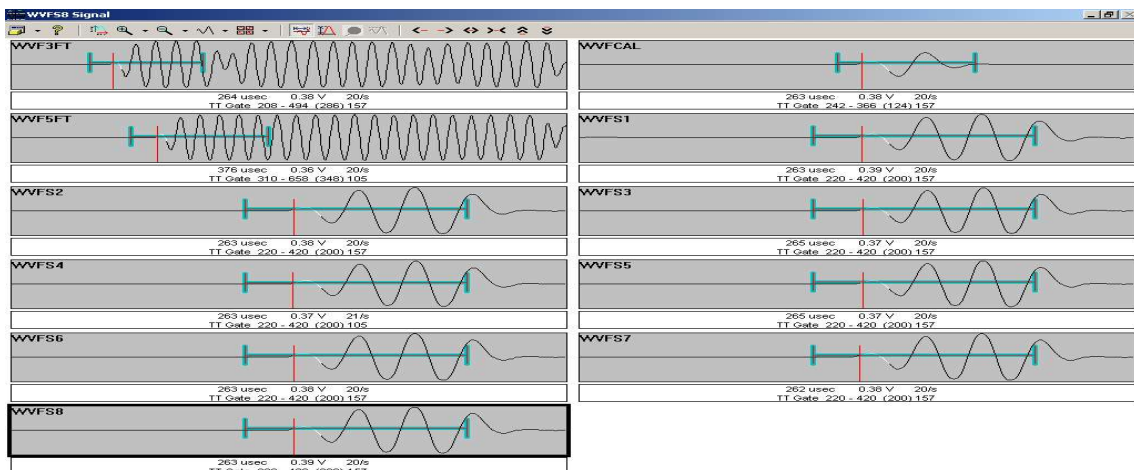 WVFS8 Signal
WVF3FT
264 usec 0.38 V 20/s
TT Gate 208 - 494 (286) 157
WVFCAL
263 usec 0.38 V 20/s
TT Gate 242 - 366 (124) 157
WVF5FT
376 usec 0.36 V 20/s
TT Gate 310 - 658 (348) 105
WVFS1
263 usec 0.39 V 20/s
TT Gate 220 - 420 (200) 157
WVFS2
263 usec 0.38 V 20/s
TT Gate 220 - 420 (200) 157
WVFS3
265 usec 0.37 V 20/s
TT Gate 220 - 420 (200) 157
WVFS4
263 usec 0.37 V 21/s
TT Gate 220 - 420 (200) 105
WVFS5
265 usec 0.37 V 20/s
TT Gate 220 - 420 (200) 157
WVFS6
263 usec 0.38 V 20/s
TT Gate 220 - 420 (200) 157
WVFS7
262 usec 0.38 V 20/s
TT Gate 220 - 420 (200) 157
WVFS8
263 usec 0.39 V 20/s